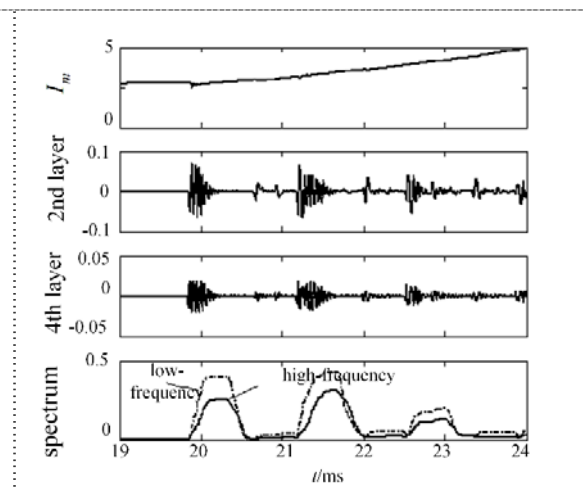 5
I_m
0
0.1
2nd layer
0
-0.1
0.05
4th layer
0
-0.05
0.5
low-
frequency
high-frequency
spectrum
0
19 20 21 22 23 24
t/ms